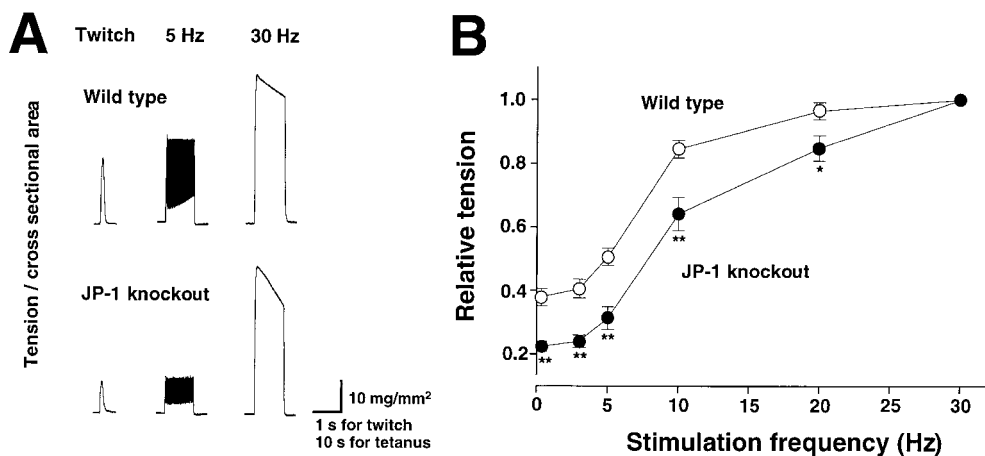 A
Twitch 5 Hz 30 Hz
Wild type
JP-1 knockout
Tension / cross sectional area
10 mg/mm²
1 s for twitch
10 s for tetanus
B
Relative tension
1.0
0.8
0.6
0.4
0.2
Wild type
JP-1 knockout
**
**
**
**
*
0 5 10 20 30
Stimulation frequency (Hz)